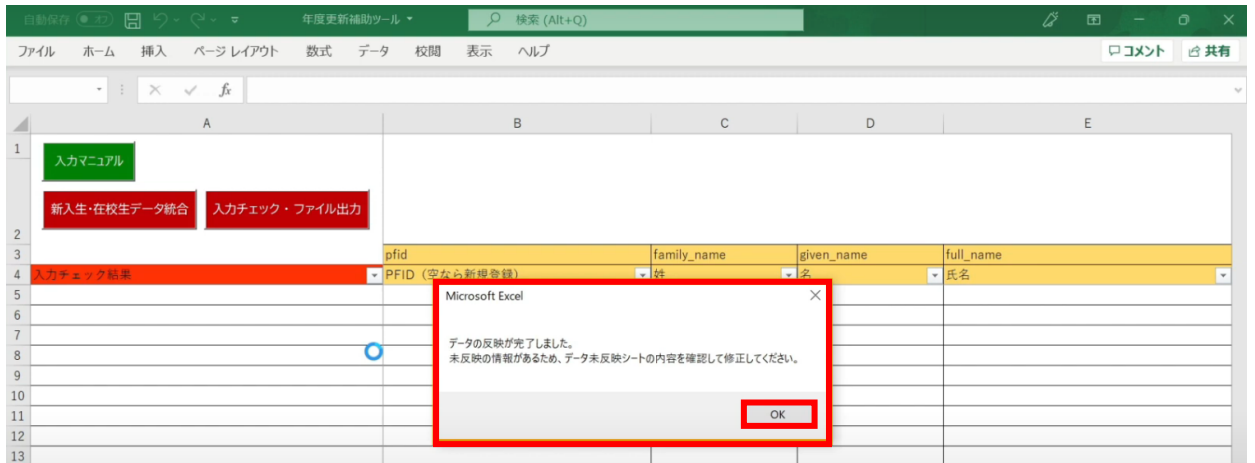 自動保存 オフ 年度更新補助ツール 検索 (Alt+Q)
ファイル ホーム 挿入 ページ レイアウト 数式 データ 校閲 表示 ヘルプ コメント 共有
fx
A B C D E
1
入力マニュアル
新入生・在校生データ統合 入力チェック・ファイル出力
2
3 pfid family_name given_name full_name
4 入力チェック結果 PFID（空なら新規登録） 姓 名 氏名
5
6
7
8
9
10
11
12
13
Microsoft Excel
データの反映が完了しました。
未反映の情報があるため、データ未反映シートの内容を確認して修正してください。
OK